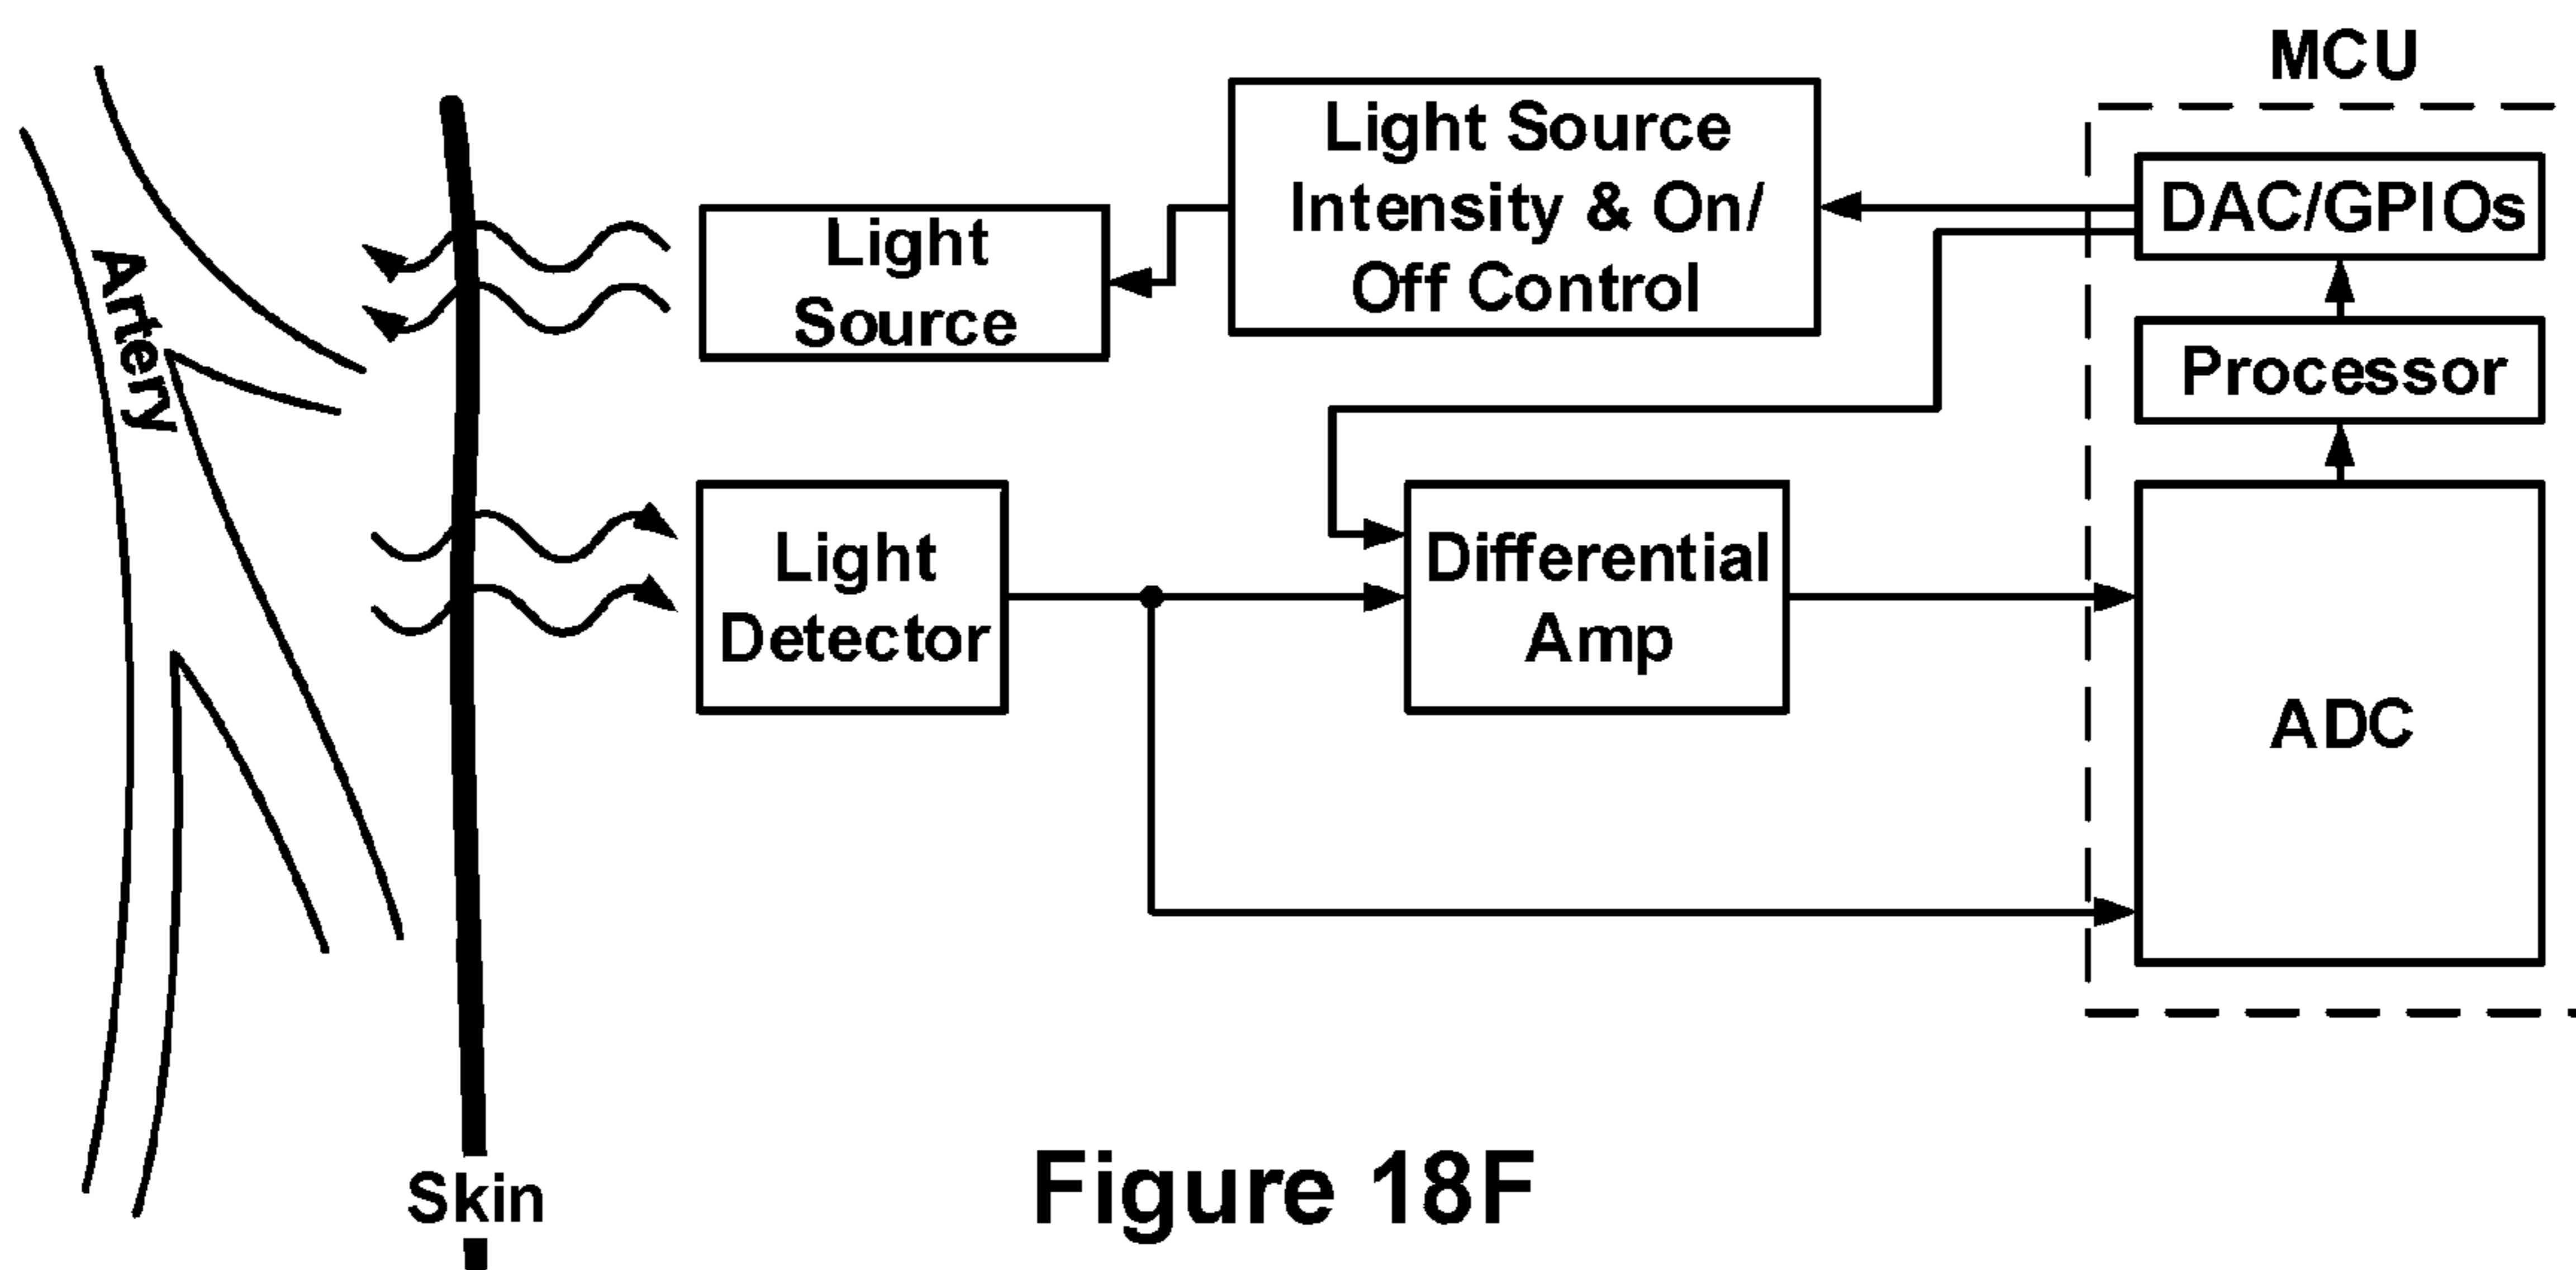 MCU
Light Source
Intensity & On/
Off Control
DAC/GPIOs
Light
Source
Artery
Processor
Light
Detector
Differential
Amp
ADC
Skin
Figure 18F